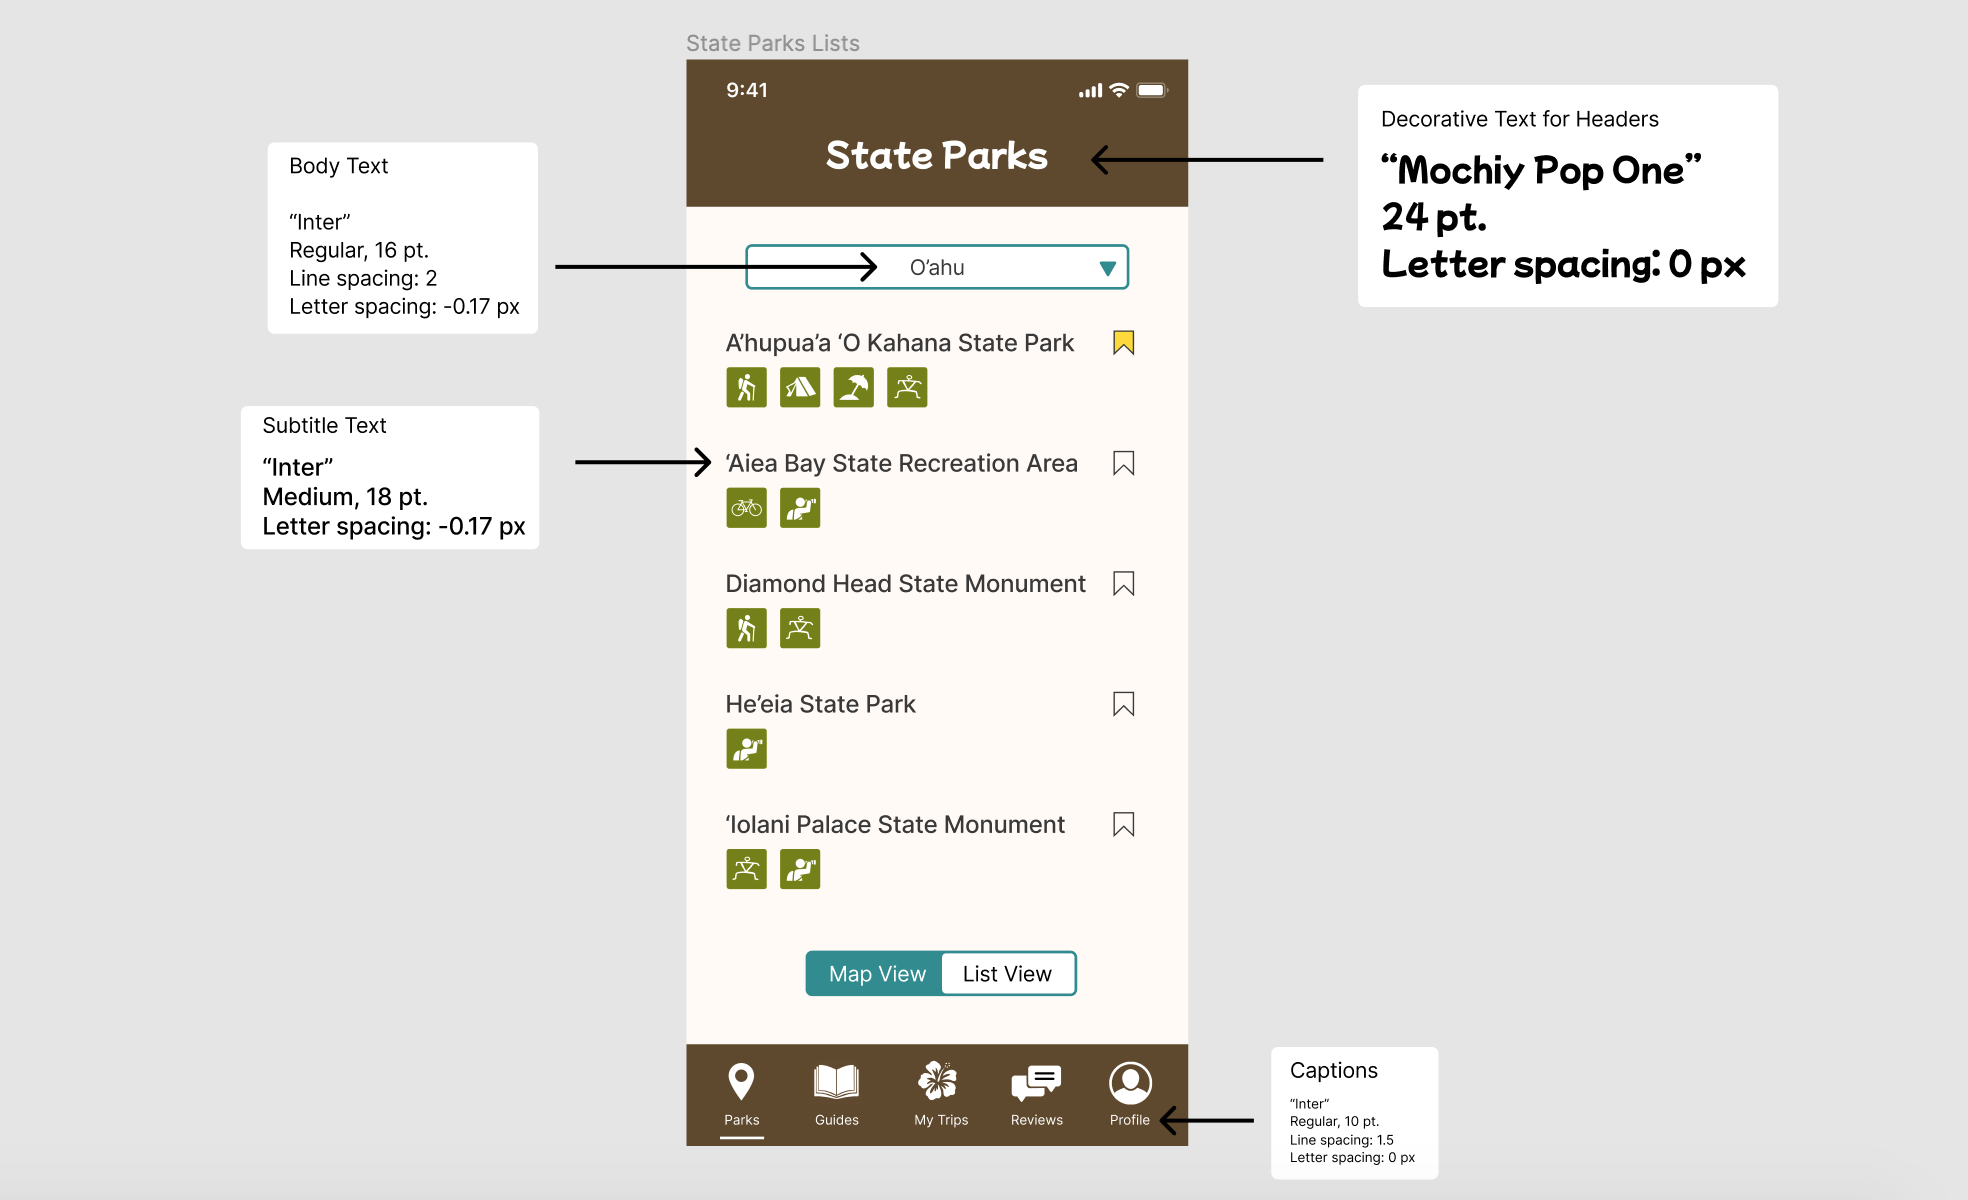 State Parks Lists
9:41
State Parks
Decorative Text for Headers
“Mochiy Pop One”
24 pt.
Letter spacing: 0 px
Body Text
“Inter”
Regular, 16 pt.
Line spacing: 2
Letter spacing: -0.17 px
O’ahu
A’hupua’a ‘O Kahana State Park
Subtitle Text
“Inter”
Medium, 18 pt.
Letter spacing: -0.17 px
‘Aiea Bay State Recreation Area
Diamond Head State Monument
He’eia State Park
‘Iolani Palace State Monument
Map View
List View
Parks
Guides
My Trips
Reviews
Profile
Captions
“Inter”
Regular, 10 pt.
Line spacing: 1.5
Letter spacing: 0 px